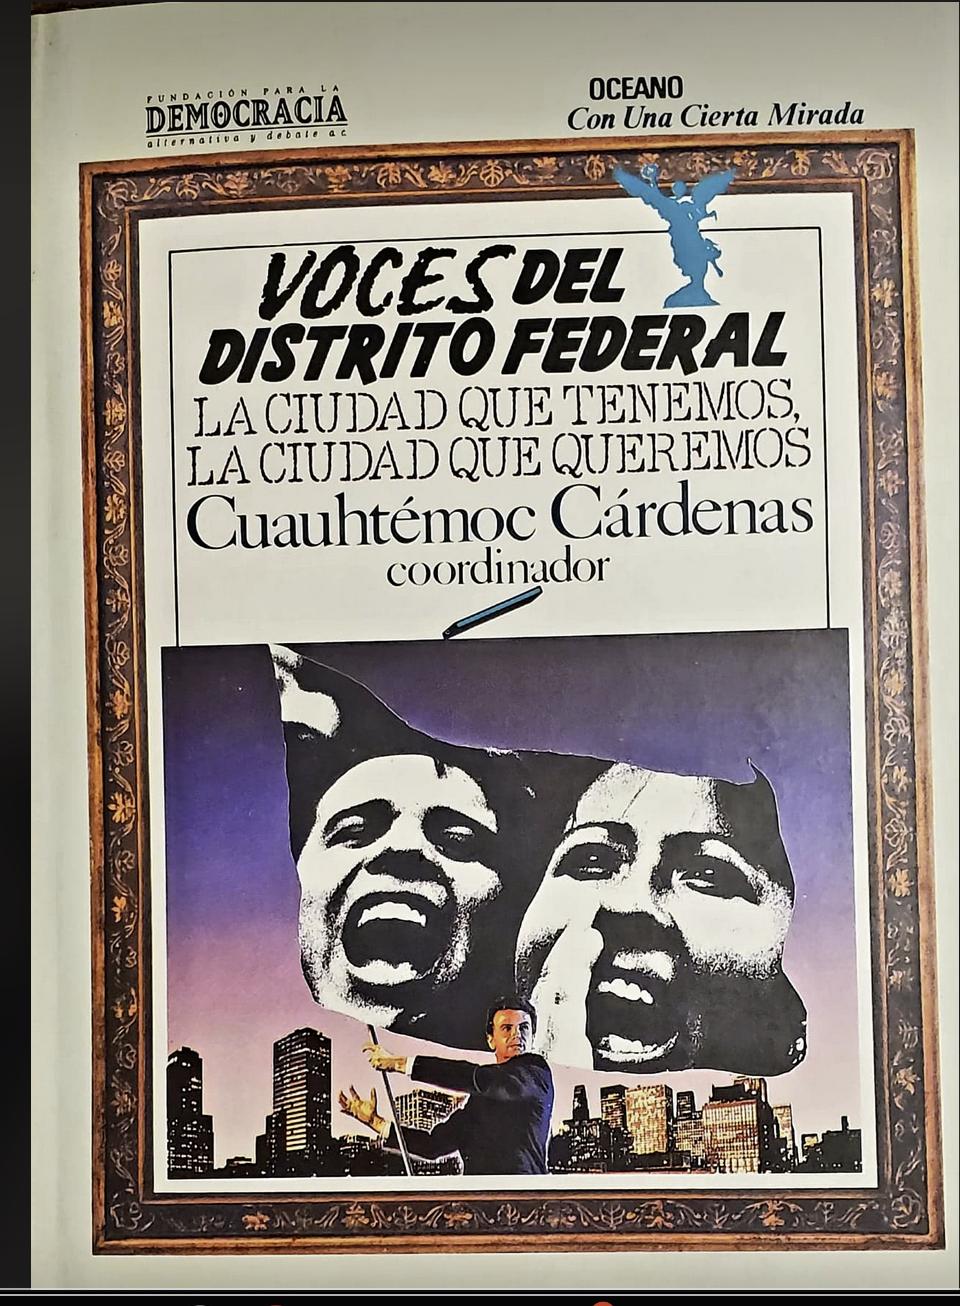 FUNDACIÓN PARA LA
DEMOCRACIA
alternativa y debate a.c.
OCEANO
Con Una Cierta Mirada
VOCES DEL
DISTRITO FEDERAL
LA CIUDAD QUE TENEMOS,
LA CIUDAD QUE QUEREMOS
Cuauhtémoc Cárdenas
coordinador